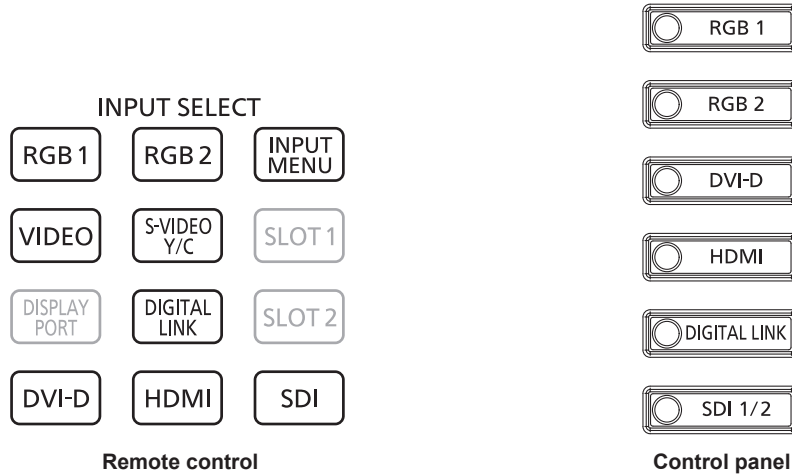 INPUT SELECT
RGB 1
RGB 2
INPUT
MENU
VIDEO
S-VIDEO
Y/C
SLOT 1
DISPLAY
PORT
DIGITAL
LINK
SLOT 2
DVI-D
HDMI
SDI
Remote control
RGB 1
RGB 2
DVI-D
HDMI
DIGITAL LINK
SDI 1/2
Control panel